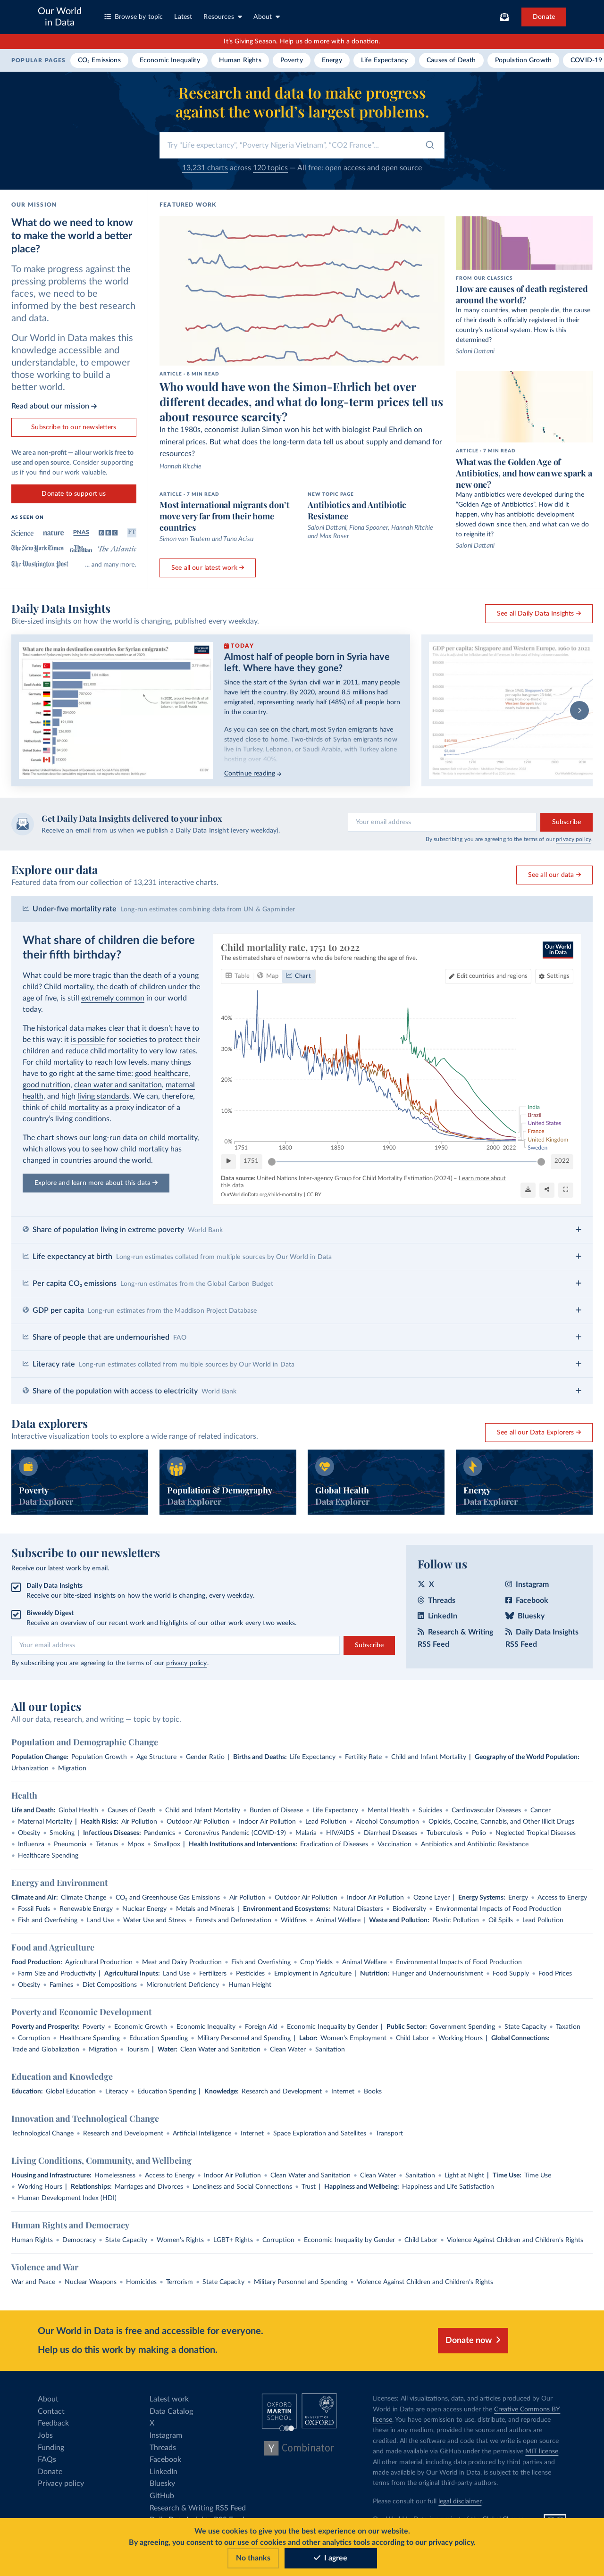 Our World
in Data
Browse by topic
Latest
Resources
About
Donate
It's Giving Season. Help us do more with a donation.
POPULAR PAGES
CO₂ Emissions
Economic Inequality
Human Rights
Poverty
Energy
Life Expectancy
Causes of Death
Population Growth
COVID-19
Research and data to make progress
against the world's largest problems.
Try "Life expectancy", "Poverty Nigeria Vietnam", "CO2 France"...
13,231 charts across 120 topics — All free: open access and open source
OUR MISSION
What do we need to know
to make the world a better
place?
To make progress against the
pressing problems the world
faces, we need to be
informed by the best research
and data.
Our World in Data makes this
knowledge accessible and
understandable, to empower
those working to build a
better world.
Read about our mission →
Subscribe to our newsletters
We are a non-profit — all our work is free to
use and open source. Consider supporting
us if you find our work valuable.
Donate to support us
AS SEEN ON
Science nature PNAS BBC FT
The New York Times The Guardian The Atlantic
The Washington Post ... and many more.
FEATURED WORK
ARTICLE · 8 MIN READ
Who would have won the Simon-Ehrlich bet over
different decades, and what do long-term prices tell us
about resource scarcity?
In the 1980s, economist Julian Simon won his bet with biologist Paul Ehrlich on
mineral prices. But what does the long-term data tell us about supply and demand for
resources?
Hannah Ritchie
ARTICLE · 7 MIN READ
Most international migrants don't
move very far from their home
countries
Simon van Teutem and Tuna Acisu
NEW TOPIC PAGE
Antibiotics and Antibiotic
Resistance
Saloni Dattani, Fiona Spooner, Hannah Ritchie
and Max Roser
See all our latest work →
FROM OUR CLASSICS
How are causes of death registered
around the world?
In many countries, when people die, the cause
of their death is officially registered in their
country's national system. How is this
determined?
Saloni Dattani
ARTICLE · 7 MIN READ
What was the Golden Age of
Antibiotics, and how can we spark a
new one?
Many antibiotics were developed during the
"Golden Age of Antibiotics". How did it
happen, why has antibiotic development
slowed down since then, and what can we do
to reignite it?
Saloni Dattani
Daily Data Insights
Bite-sized insights on how the world is changing, published every weekday.
See all Daily Data Insights →
What are the main destination countries for Syrian emigrants?
Our World
in Data
Turkey
Lebanon
Saudi Arabia
Jordan
Iraq
Germany
Sweden
Egypt
Canada
TODAY
Almost half of people born in Syria have
left. Where have they gone?
Since the start of the Syrian civil war in 2011, many people
have left the country. By 2020, around 8.5 millions had
emigrated, representing nearly half (48%) of all people born
in the country.
As you can see on the chart, most Syrian emigrants have
stayed close to home. Two-thirds of Syrian emigrants now
live in Turkey, Lebanon, or Saudi Arabia, with Turkey alone
hosting over 40%.
Continue reading →
GDP per capita: Singapore and Western Europe, 1960 to 2022
Get Daily Data Insights delivered to your inbox
Receive an email from us when we publish a Daily Data Insight (every weekday).
Your email address
Subscribe
By subscribing you are agreeing to the terms of our privacy policy.
Explore our data
Featured data from our collection of 13,231 interactive charts.
See all our data →
Under-five mortality rate Long-run estimates combining data from UN & Gapminder
What share of children die before
their fifth birthday?
What could be more tragic than the death of a young
child? Child mortality, the death of children under the
age of five, is still extremely common in our world
today.
The historical data makes clear that it doesn't have to
be this way: it is possible for societies to protect their
children and reduce child mortality to very low rates.
For child mortality to reach low levels, many things
have to go right at the same time: good healthcare,
good nutrition, clean water and sanitation, maternal
health, and high living standards. We can, therefore,
think of child mortality as a proxy indicator of a
country's living conditions.
The chart shows our long-run data on child mortality,
which allows you to see how child mortality has
changed in countries around the world.
Explore and learn more about this data →
Child mortality rate, 1751 to 2022
The estimated share of newborns who die before reaching the age of five.
Our World
in Data
Table
Map
Chart
Edit countries and regions
Settings
40%
30%
20%
10%
0%
1751
1800
1850
1900
1950
2000
2022
India
Brazil
United States
France
United Kingdom
Sweden
1751
2022
Data source: United Nations Inter-agency Group for Child Mortality Estimation (2024) – Learn more about
this data
OurWorldinData.org/child-mortality | CC BY
Share of population living in extreme poverty World Bank
Life expectancy at birth Long-run estimates collated from multiple sources by Our World in Data
Per capita CO₂ emissions Long-run estimates from the Global Carbon Budget
GDP per capita Long-run estimates from the Maddison Project Database
Share of people that are undernourished FAO
Literacy rate Long-run estimates collated from multiple sources by Our World in Data
Share of the population with access to electricity World Bank
Data explorers
Interactive visualization tools to explore a wide range of related indicators.
See all our Data Explorers →
Poverty
Data Explorer
Population & Demography
Data Explorer
Global Health
Data Explorer
Energy
Data Explorer
Subscribe to our newsletters
Receive our latest work by email.
Daily Data Insights
Receive our bite-sized insights on how the world is changing, every weekday.
Biweekly Digest
Receive an overview of our recent work and highlights of our other work every two weeks.
Your email address
Subscribe
By subscribing you are agreeing to the terms of our privacy policy.
Follow us
X
Threads
LinkedIn
Research & Writing
RSS Feed
Instagram
Facebook
Bluesky
Daily Data Insights
RSS Feed
All our topics
All our data, research, and writing — topic by topic.
Population and Demographic Change
Population Change: Population Growth • Age Structure • Gender Ratio | Births and Deaths: Life Expectancy • Fertility Rate • Child and Infant Mortality | Geography of the World Population:
Urbanization • Migration
Health
Life and Death: Global Health • Causes of Death • Child and Infant Mortality • Burden of Disease • Life Expectancy • Mental Health • Suicides • Cardiovascular Diseases • Cancer
• Maternal Mortality | Health Risks: Air Pollution • Outdoor Air Pollution • Indoor Air Pollution • Lead Pollution • Alcohol Consumption • Opioids, Cocaine, Cannabis, and Other Illicit Drugs
• Obesity • Smoking | Infectious Diseases: Pandemics • Coronavirus Pandemic (COVID-19) • Malaria • HIV/AIDS • Diarrheal Diseases • Tuberculosis • Polio • Neglected Tropical Diseases
• Influenza • Pneumonia • Tetanus • Mpox • Smallpox | Health Institutions and Interventions: Eradication of Diseases • Vaccination • Antibiotics and Antibiotic Resistance
• Healthcare Spending
Energy and Environment
Climate and Air: Climate Change • CO₂ and Greenhouse Gas Emissions • Air Pollution • Outdoor Air Pollution • Indoor Air Pollution • Ozone Layer | Energy Systems: Energy • Access to Energy
• Fossil Fuels • Renewable Energy • Nuclear Energy • Metals and Minerals | Environment and Ecosystems: Natural Disasters • Biodiversity • Environmental Impacts of Food Production
• Fish and Overfishing • Land Use • Water Use and Stress • Forests and Deforestation • Wildfires • Animal Welfare | Waste and Pollution: Plastic Pollution • Oil Spills • Lead Pollution
Food and Agriculture
Food Production: Agricultural Production • Meat and Dairy Production • Fish and Overfishing • Crop Yields • Animal Welfare • Environmental Impacts of Food Production
• Farm Size and Productivity | Agricultural Inputs: Land Use • Fertilizers • Pesticides • Employment in Agriculture | Nutrition: Hunger and Undernourishment • Food Supply • Food Prices
• Obesity • Famines • Diet Compositions • Micronutrient Deficiency • Human Height
Poverty and Economic Development
Poverty and Prosperity: Poverty • Economic Growth • Economic Inequality • Foreign Aid • Economic Inequality by Gender | Public Sector: Government Spending • State Capacity • Taxation
• Corruption • Healthcare Spending • Education Spending • Military Personnel and Spending | Labor: Women's Employment • Child Labor • Working Hours | Global Connections:
Trade and Globalization • Migration • Tourism | Water: Clean Water and Sanitation • Clean Water • Sanitation
Education and Knowledge
Education: Global Education • Literacy • Education Spending | Knowledge: Research and Development • Internet • Books
Innovation and Technological Change
Technological Change • Research and Development • Artificial Intelligence • Internet • Space Exploration and Satellites • Transport
Living Conditions, Community, and Wellbeing
Housing and Infrastructure: Homelessness • Access to Energy • Indoor Air Pollution • Clean Water and Sanitation • Clean Water • Sanitation • Light at Night | Time Use: Time Use
• Working Hours | Relationships: Marriages and Divorces • Loneliness and Social Connections • Trust | Happiness and Wellbeing: Happiness and Life Satisfaction
• Human Development Index (HDI)
Human Rights and Democracy
Human Rights • Democracy • State Capacity • Women's Rights • LGBT+ Rights • Corruption • Economic Inequality by Gender • Child Labor • Violence Against Children and Children's Rights
Violence and War
War and Peace • Nuclear Weapons • Homicides • Terrorism • State Capacity • Military Personnel and Spending • Violence Against Children and Children's Rights
Our World in Data is free and accessible for everyone.
Help us do this work by making a donation.
Donate now
About
Contact
Feedback
Jobs
Funding
FAQs
Donate
Privacy policy
Latest work
Data Catalog
X
Instagram
Threads
Facebook
LinkedIn
Bluesky
GitHub
Research & Writing RSS Feed
OXFORD
MARTIN
SCHOOL
UNIVERSITY OF
OXFORD
Y Combinator
Licenses: All visualizations, data, and articles produced by Our
World in Data are open access under the Creative Commons BY
license. You have permission to use, distribute, and reproduce
these in any medium, provided the source and authors are
credited. All the software and code that we write is open source
and made available via GitHub under the permissive MIT license.
All other material, including data produced by third parties and
made available by Our World in Data, is subject to the license
terms from the original third-party authors.
Please consult our full legal disclaimer.
We use cookies to give you the best experience on our website.
By agreeing, you consent to our use of cookies and other analytics tools according to our privacy policy.
No thanks
I agree